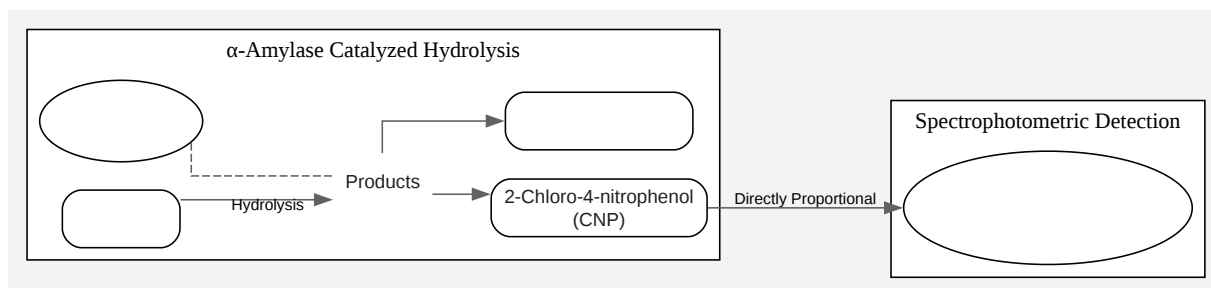 α-Amylase Catalyzed Hydrolysis
Spectrophotometric Detection
Products
Hydrolysis
2-Chloro-4-nitrophenol
(CNP)
Directly Proportional